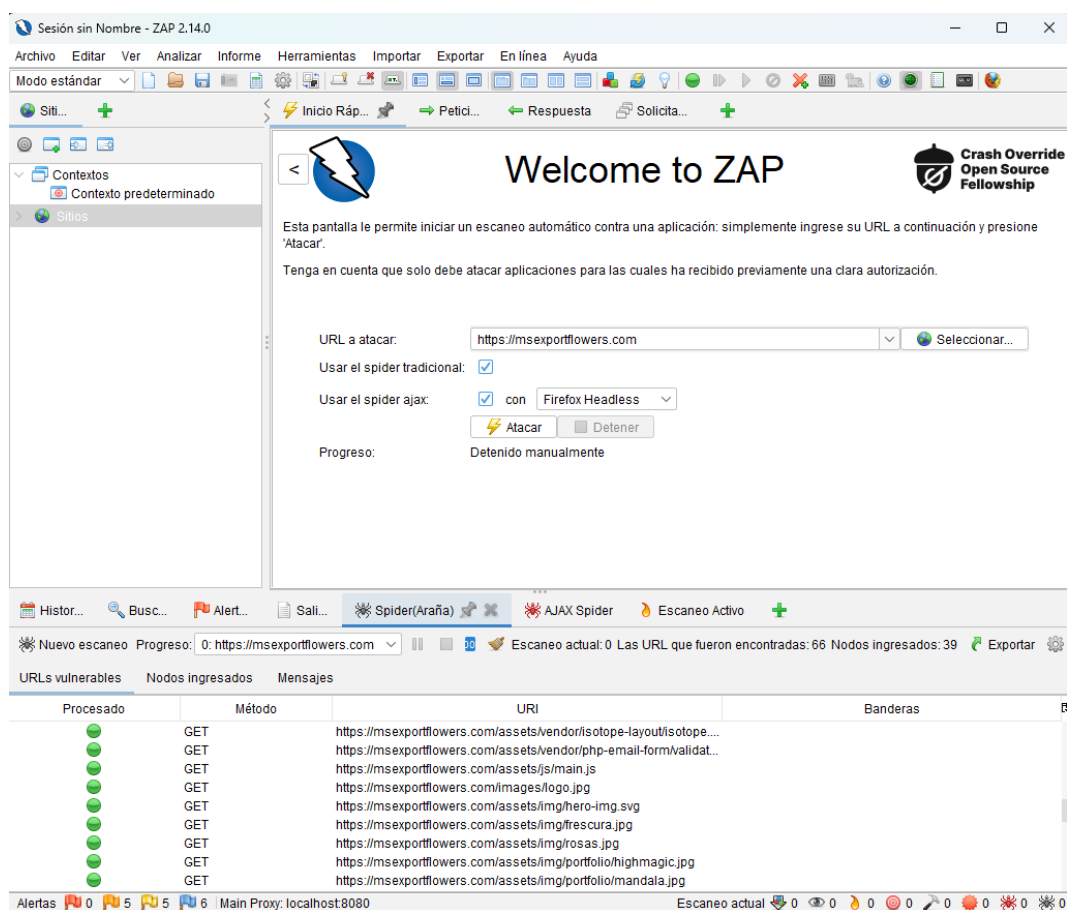 Sesión sin Nombre - ZAP 2.14.0
Archivo Editar Ver Analizar Informe Herramientas Importar Exportar En línea Ayuda
Modo estándar
Siti...
Inicio Ráp... Petici... Respuesta Solicita...
Contextos
Contexto predeterminado
Sitios
<
Welcome to ZAP
Crash Override
Open Source
Fellowship
Esta pantalla le permite iniciar un escaneo automático contra una aplicación: simplemente ingrese su URL a continuación y presione
'Atacar'.
Tenga en cuenta que solo debe atacar aplicaciones para las cuales ha recibido previamente una clara autorización.
URL a atacar: https://msexportflowers.com Seleccionar...
Usar el spider tradicional:
Usar el spider ajax: con Firefox Headless
Atacar Detener
Progreso: Detenido manualmente
Histor... Busc... Alert... Sali... Spider(Araña) AJAX Spider Escaneo Activo
Nuevo escaneo Progreso: 0: https://msexportflowers.com Escaneo actual: 0 Las URL que fueron encontradas: 66 Nodos ingresados: 39 Exportar
URLs vulnerables Nodos ingresados Mensajes
Procesado Método URI Banderas
GET https://msexportflowers.com/assets/vendor/isotope-layout/isotope....
GET https://msexportflowers.com/assets/vendor/php-email-form/validat...
GET https://msexportflowers.com/assets/js/main.js
GET https://msexportflowers.com/images/logo.jpg
GET https://msexportflowers.com/assets/img/hero-img.svg
GET https://msexportflowers.com/assets/img/frescura.jpg
GET https://msexportflowers.com/assets/img/rosas.jpg
GET https://msexportflowers.com/assets/img/portfolio/highmagic.jpg
GET https://msexportflowers.com/assets/img/portfolio/mandala.jpg
Alertas 0 5 5 6 Main Proxy: localhost:8080 Escaneo actual 0 0 0 0 0 0 0 0